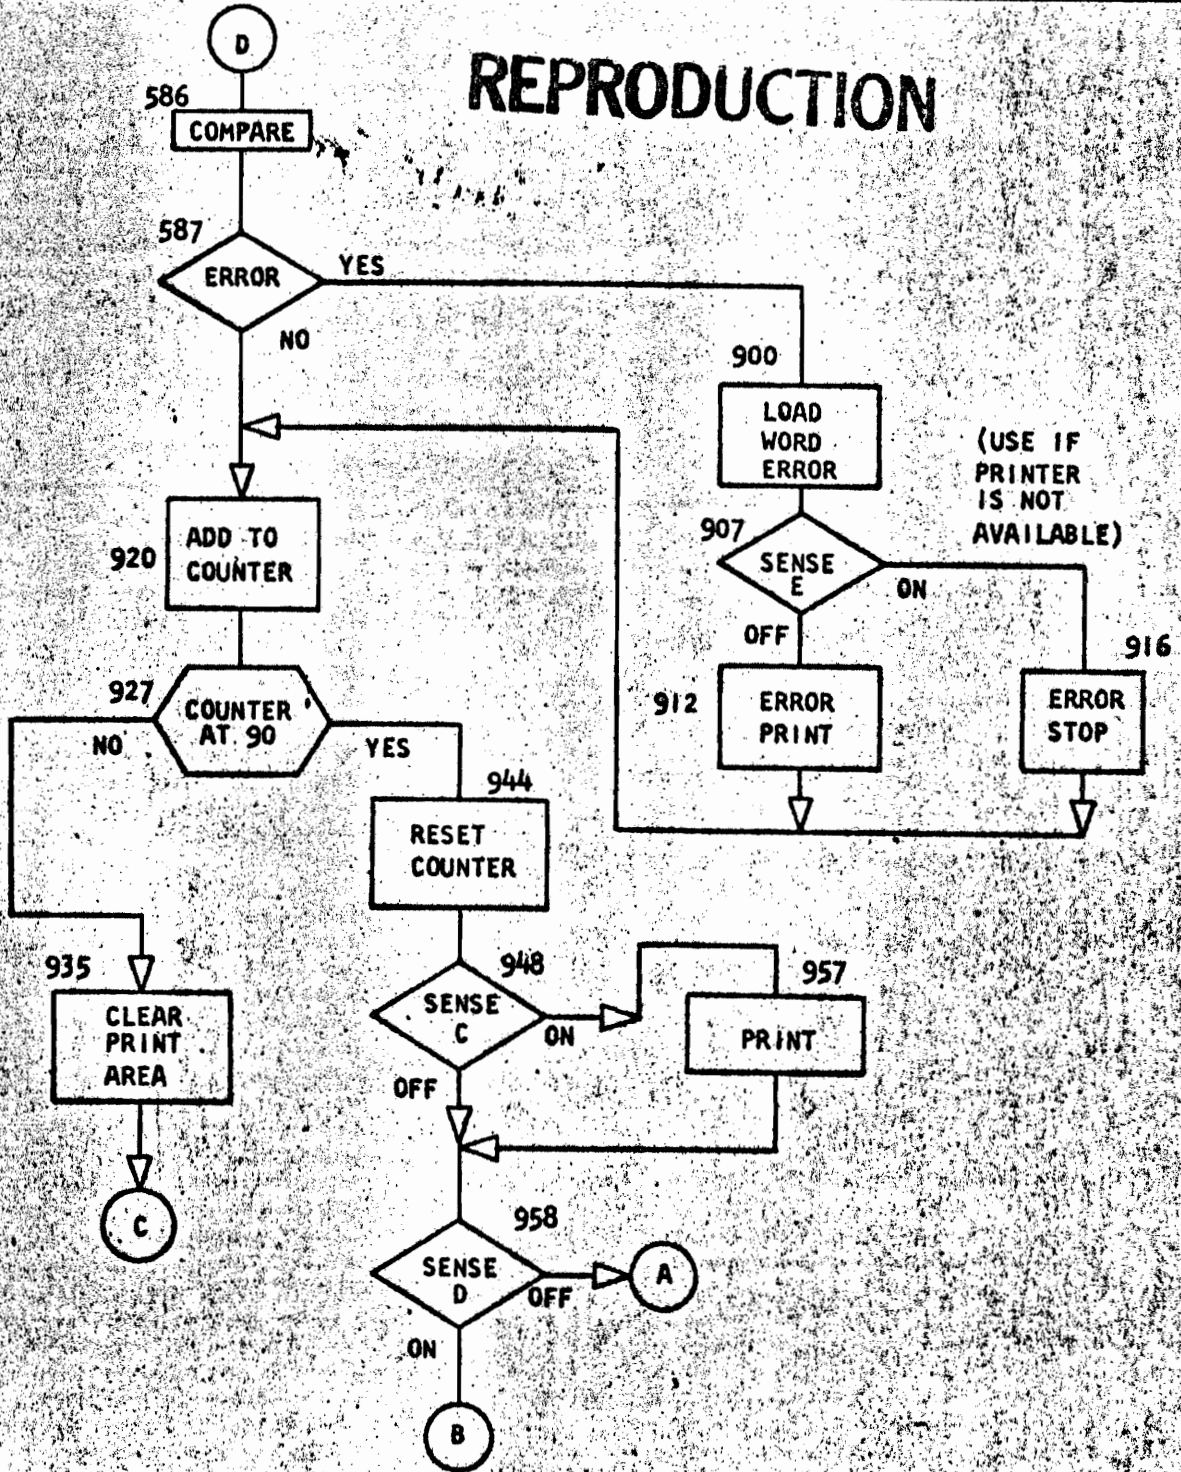 D
REPRODUCTION
586
COMPARE
587
ERROR
YES
NO
900
LOAD
WORD
ERROR
(USE IF
PRINTER
IS NOT
AVAILABLE)
907
SENSE
E
ON
OFF
920
ADD TO
COUNTER
912
ERROR
PRINT
916
ERROR
STOP
927
COUNTER
AT 90
NO
YES
944
RESET
COUNTER
935
CLEAR
PRINT
AREA
C
948
SENSE
C
ON
OFF
957
PRINT
958
SENSE
D
OFF
A
ON
B